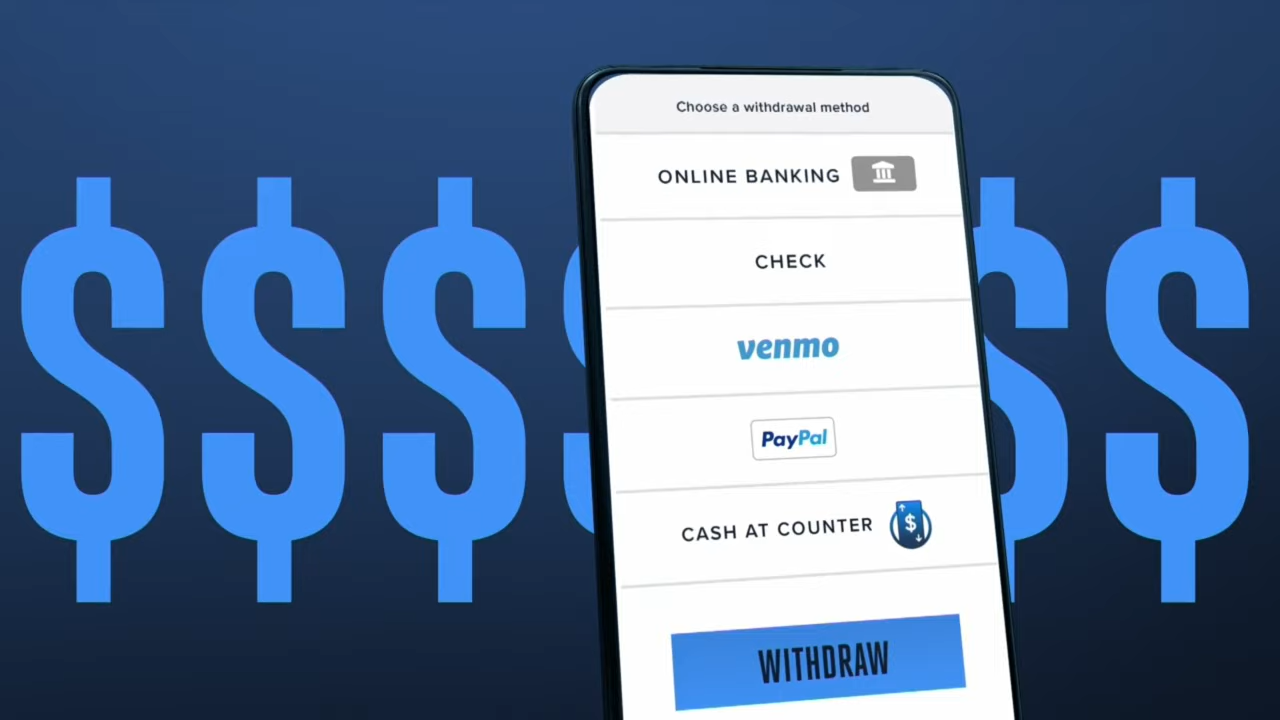 $$$$$$
Choose a withdrawal method
ONLINE BANKING
CHECK
venmo
PayPal
CASH AT COUNTER $
WITHDRAW